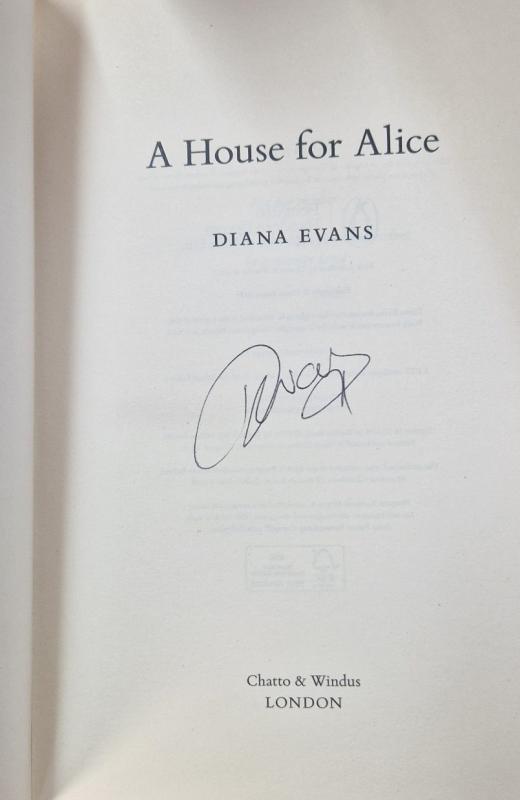 A House for Alice
DIANA EVANS
Chatto & Windus
LONDON